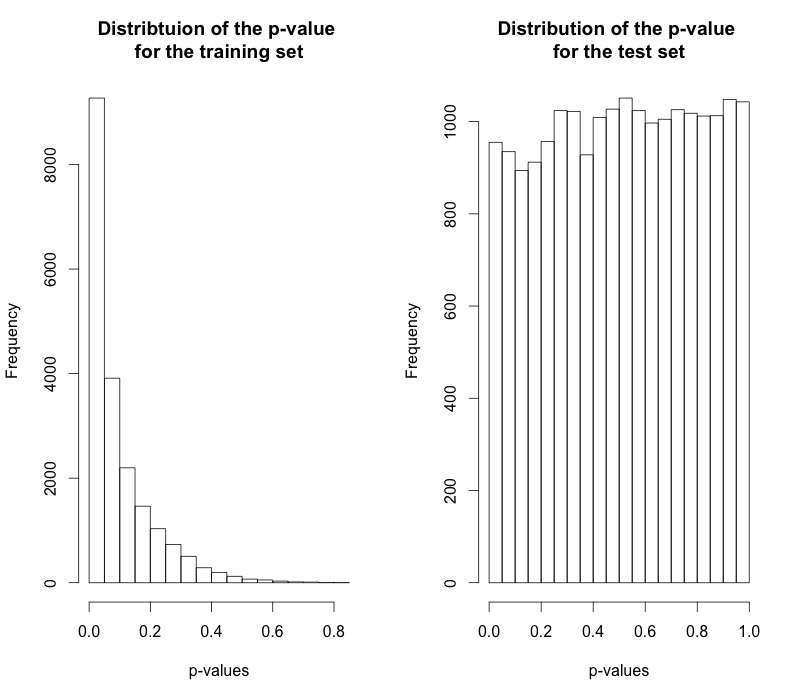 Distribtuion of the p-value
for the training set
Frequency
0
2000
4000
6000
8000
0.0 0.2 0.4 0.6 0.8
p-values
Distribution of the p-value
for the test set
Frequency
0
200
400
600
800
1000
0.0 0.2 0.4 0.6 0.8 1.0
p-values